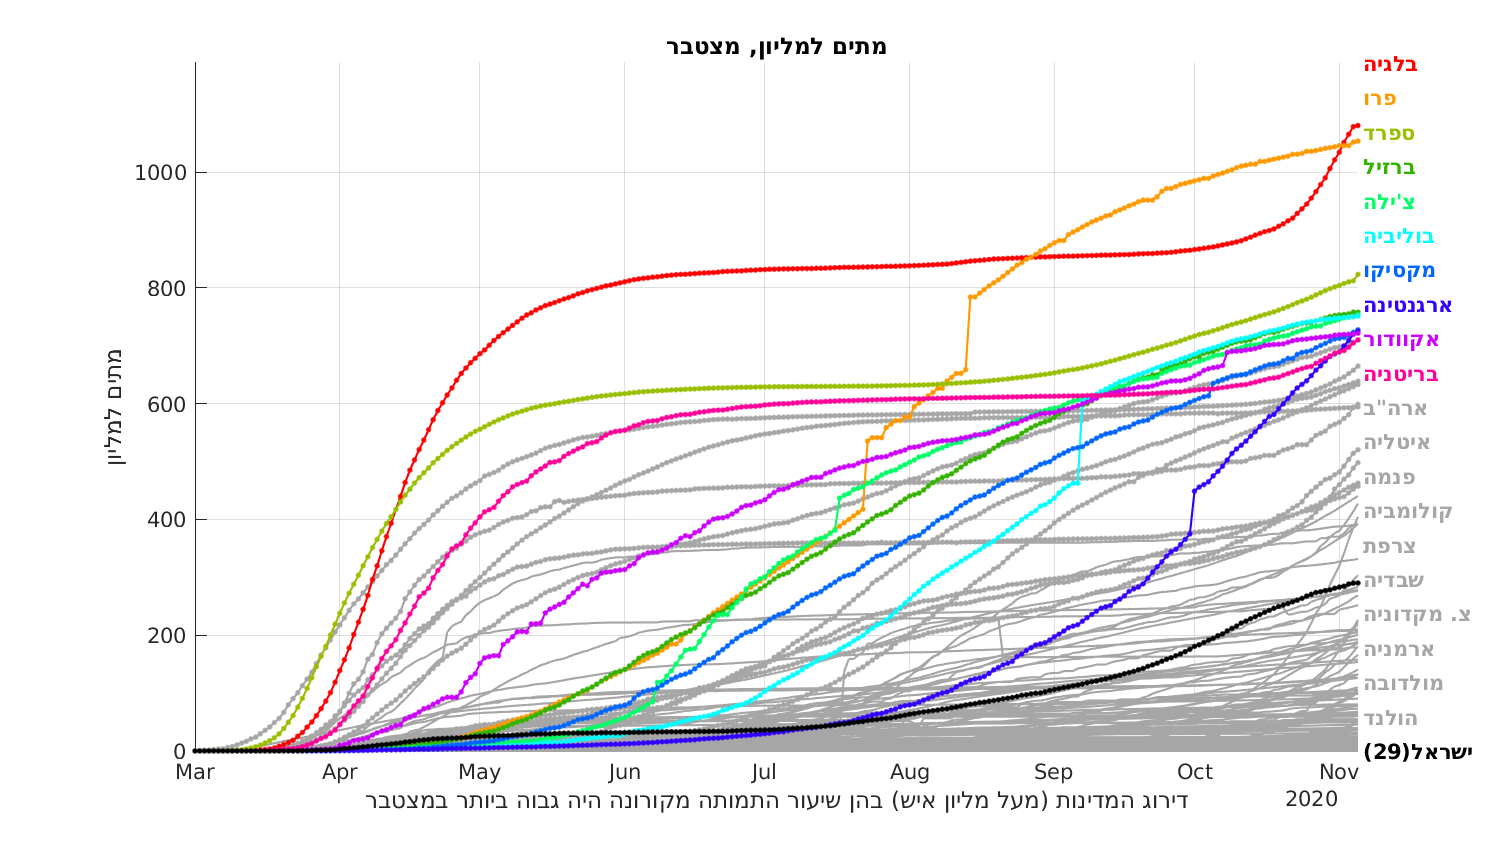 מתים למליון, מצטבר
מתים למליון
1000
800
600
400
200
0
Mar Apr May Jun Jul Aug Sep Oct Nov
2020
דירוג המדינות (מעל מליון איש) בהן שיעור התמותה מקורונה היה גבוה ביותר במצטבר
בלגיה
פרו
ספרד
ברזיל
צ'ילה
בוליביה
מקסיקו
ארגנטינה
אקוודור
בריטניה
ארה"ב
איטליה
פנמה
קולומביה
צרפת
שבדיה
צ. מקדוניה
ארמניה
מולדובה
הולנד
ישראל(29)